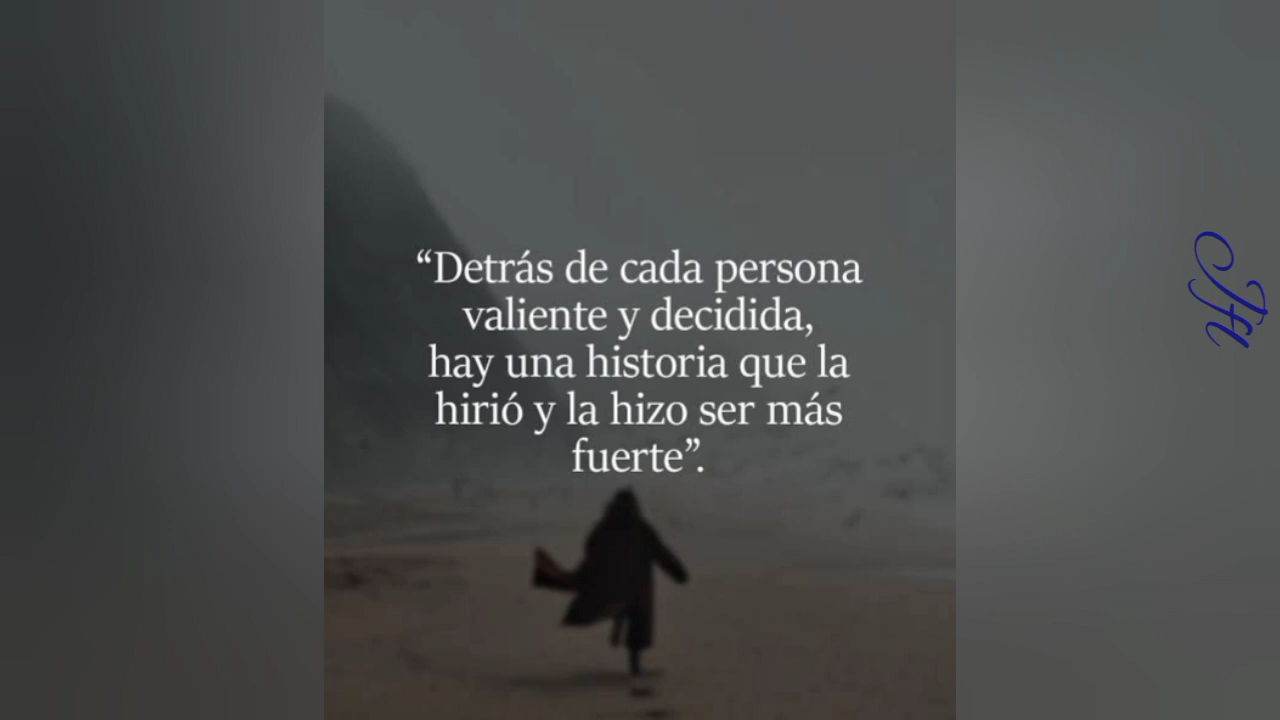 “Detrás de cada persona
valiente y decidida,
hay una historia que la
hirió y la hizo ser más
fuerte”.